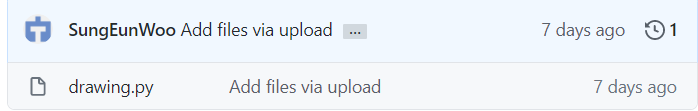 SungEunWoo Add files via upload ... 7 days ago 1
drawing.py Add files via upload 7 days ago